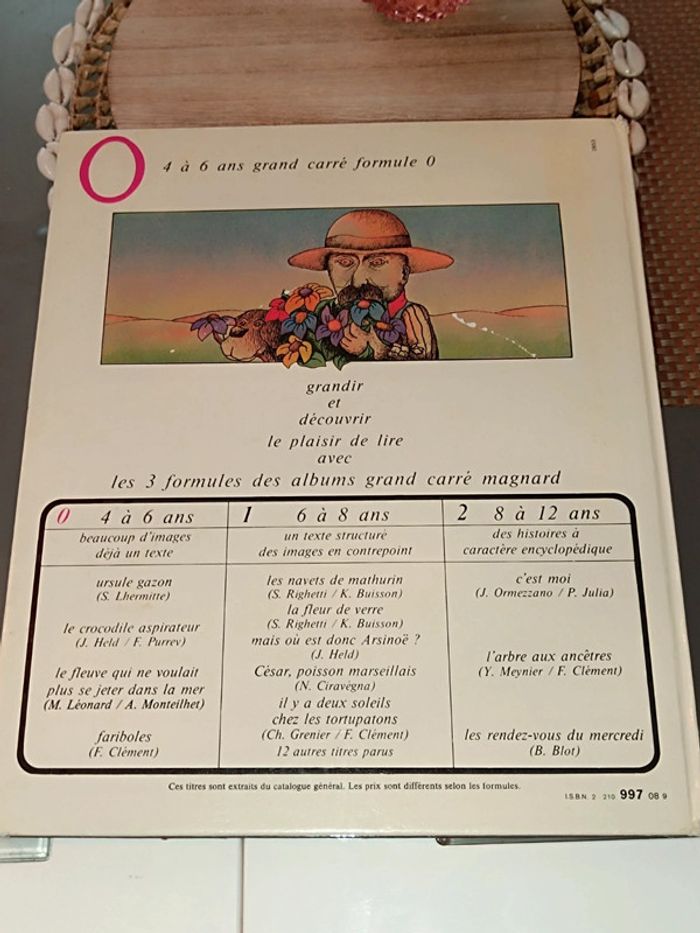 0 4 à 6 ans grand carré formule 0
grandir
et
découvrir
le plaisir de lire
avec
les 3 formules des albums grand carré magnard
0 4 à 6 ans
beaucoup d'images
déjà un texte
ursule gazon
(S. Lhermitte)
le crocodile aspirateur
(J. Held / F. Purrey)
le fleuve qui ne voulait
plus se jeter dans la mer
(M. Léonard / A. Monteilhet)
fariboles
(F. Clément)
1 6 à 8 ans
un texte structuré
des images en contrepoint
les navets de mathurin
(S. Righetti / K. Buisson)
la fleur de verre
(S. Righetti / K. Buisson)
mais où est donc Arsinoë ?
(J. Held)
César, poisson marseillais
(N. Ciravégna)
il y a deux soleils
chez les tortupatons
(Ch. Grenier / F. Clément)
12 autres titres parus
2 8 à 12 ans
des histoires à
caractère encyclopédique
c'est moi
(J. Ormezzano / P. Julia)
l'arbre aux ancêtres
(Y. Meynier / F. Clément)
les rendez-vous du mercredi
(B. Blot)
Ces titres sont extraits du catalogue général. Les prix sont différents selon les formules.
I.S.B.N. 2 210 997 08 9